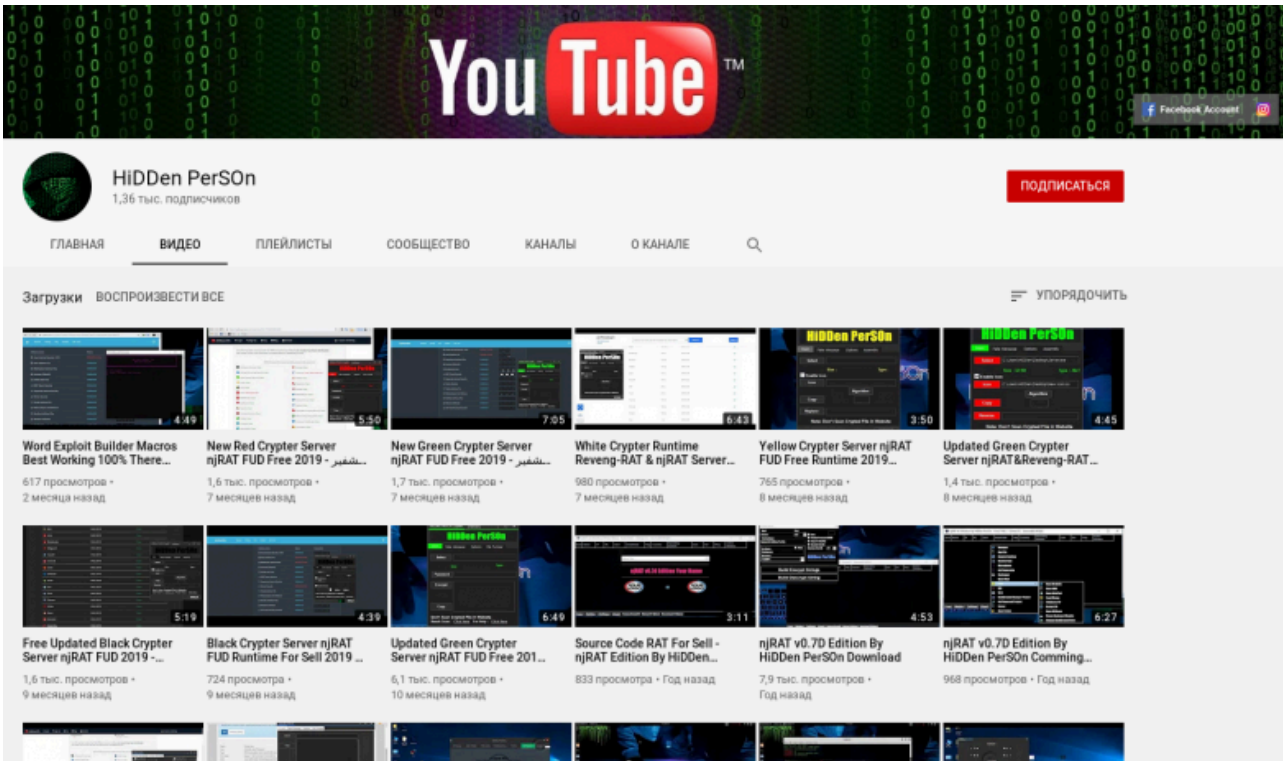 You Tube ™
Facebook Account
HiDDen PerSOn
1,36 тыс. подписчиков
ПОДПИСАТЬСЯ
ГЛАВНАЯ ВИДЕО ПЛЕЙЛИСТЫ СООБЩЕСТВО КАНАЛЫ О КАНАЛЕ
Загрузки ВОСПРОИЗВЕСТИ ВСЕ УПОРЯДОЧИТЬ
HiDDen PerSOn HiDDen PerSOn
4:49 5:50 7:05 6:43 3:50 4:45
Word Exploit Builder Macros New Red Crypter Server New Green Crypter Server White Crypter Runtime Yellow Crypter Server njRAT Updated Green Crypter
Best Working 100% There... njRAT FUD Free 2019 - تشفير... njRAT FUD Free 2019 - تشفير... Reveng-RAT & njRAT Server... FUD Free Runtime 2019... Server njRAT&Reveng-RAT...
617 просмотров • 1,6 тыс. просмотров • 1,7 тыс. просмотров • 980 просмотров • 765 просмотров • 1,4 тыс. просмотров •
2 месяца назад 7 месяцев назад 7 месяцев назад 7 месяцев назад 8 месяцев назад 8 месяцев назад
HiDDen PerSOn
5:19 4:39 6:49 3:11 4:53 6:27
Free Updated Black Crypter Black Crypter Server njRAT Updated Green Crypter Source Code RAT For Sell - njRAT v0.7D Edition By njRAT v0.7D Edition By
Server njRAT FUD 2019 -... FUD Runtime For Sell 2019 ... Server njRAT FUD Free 201... njRAT Edition By HiDDen... HiDDen PerSOn Download HiDDen PerSOn Comming...
1,6 тыс. просмотров • 724 просмотра • 6,1 тыс. просмотров • 833 просмотра • Год назад 7,9 тыс. просмотров • 968 просмотров • Год назад
9 месяцев назад 9 месяцев назад 10 месяцев назад Год назад